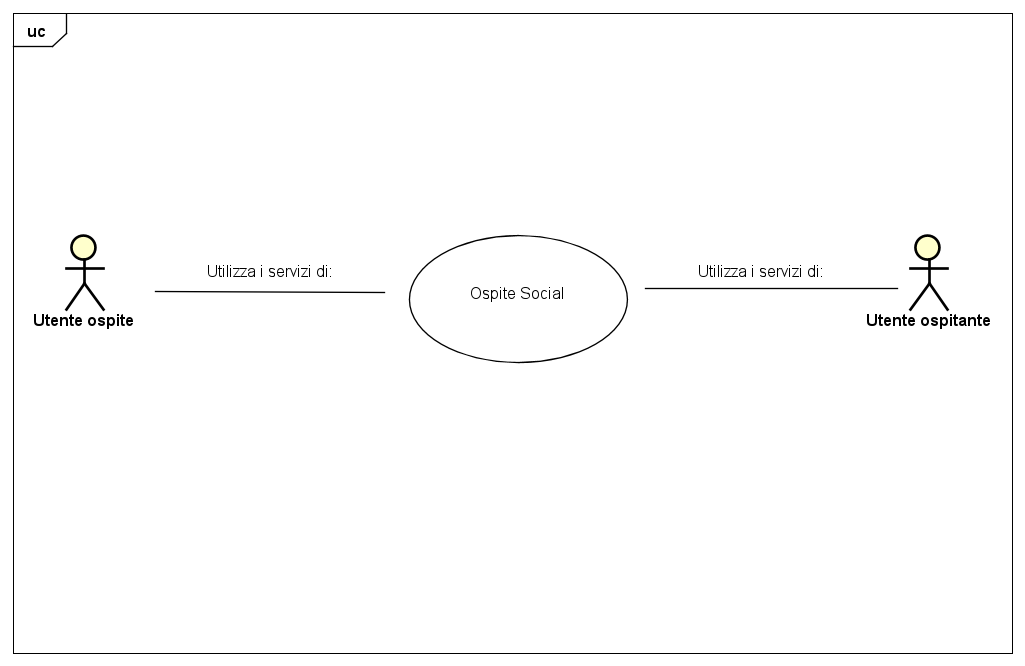 uc
Utilizza i servizi di:
Utilizza i servizi di:
Ospite Social
Utente ospite
Utente ospitante